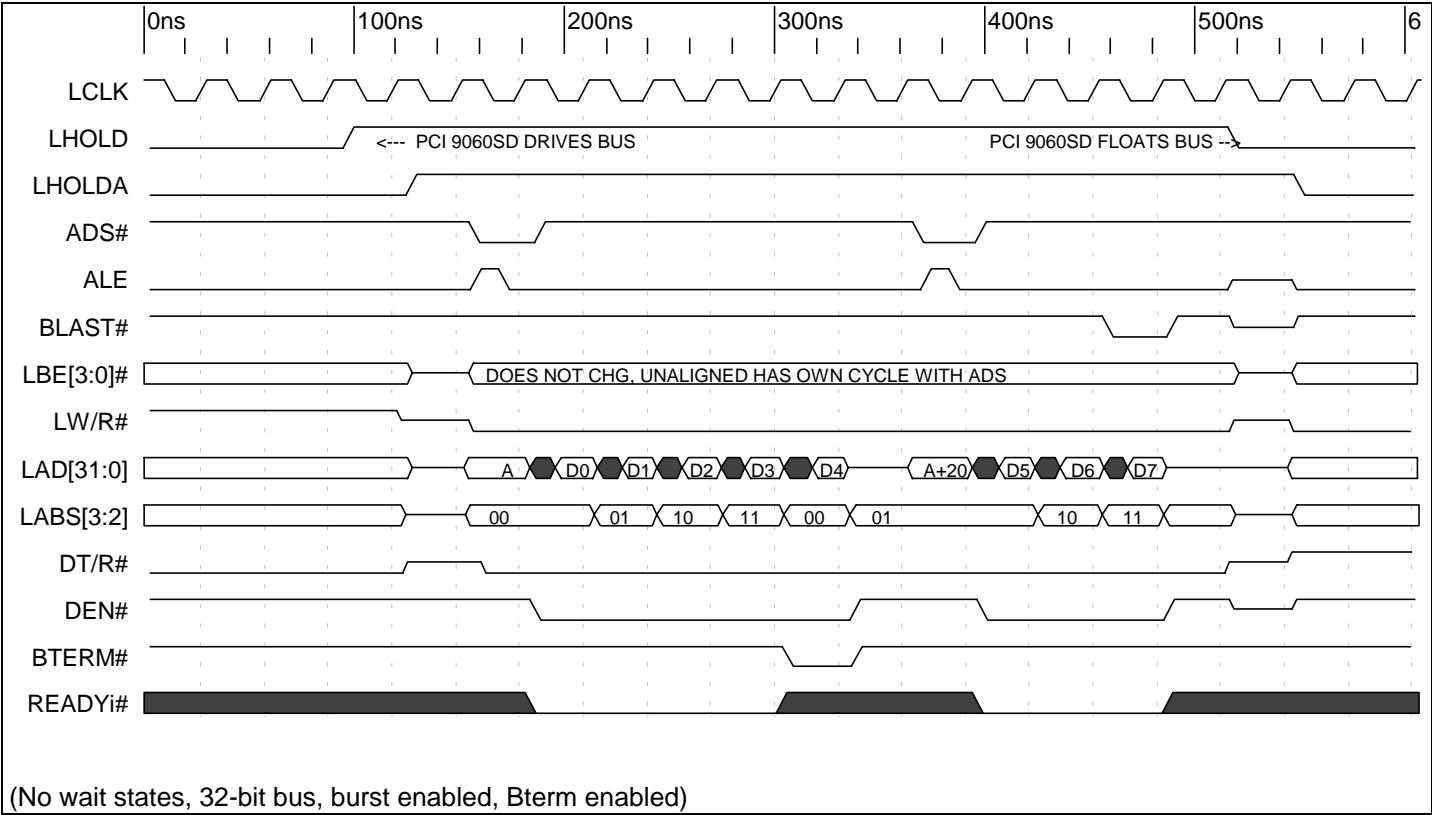 0ns 100ns 200ns 300ns 400ns 500ns 6
LCLK
LHOLD <--- PCI 9060SD DRIVES BUS PCI 9060SD FLOATS BUS -->
LHOLDA
ADS#
ALE
BLAST#
LBE[3:0]# DOES NOT CHG, UNALIGNED HAS OWN CYCLE WITH ADS
LW/R#
LAD[31:0] A D0 D1 D2 D3 D4 A+20 D5 D6 D7
LABS[3:2] 00 01 10 11 00 01 10 11
DT/R#
DEN#
BTERM#
READYi#
(No wait states, 32-bit bus, burst enabled, Bterm enabled)